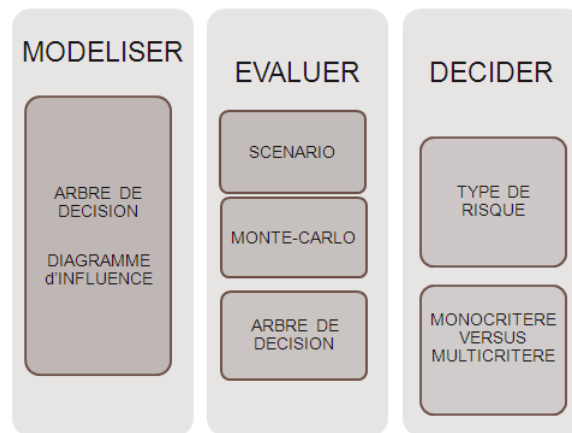 MODELISER
ARBRE DE
DECISION
DIAGRAMME
d'INFLUENCE
EVALUER
SCENARIO
MONTE-CARLO
ARBRE DE
DECISION
DECIDER
TYPE DE
RISQUE
MONOCRITERE
VERSUS
MULTICRITERE